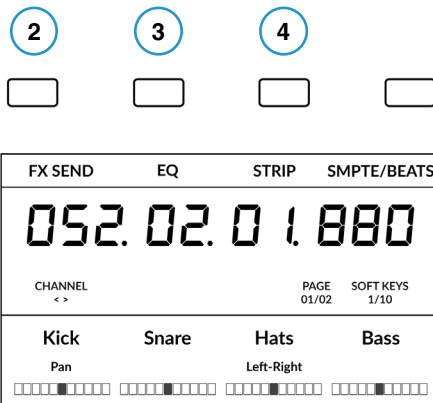 2 3 4
FX SEND EQ STRIP SMPTE/BEATS
052. 02. 01. 880
CHANNEL PAGE SOFT KEYS
< > 01/02 1/10
Kick Snare Hats Bass
Pan Left-Right